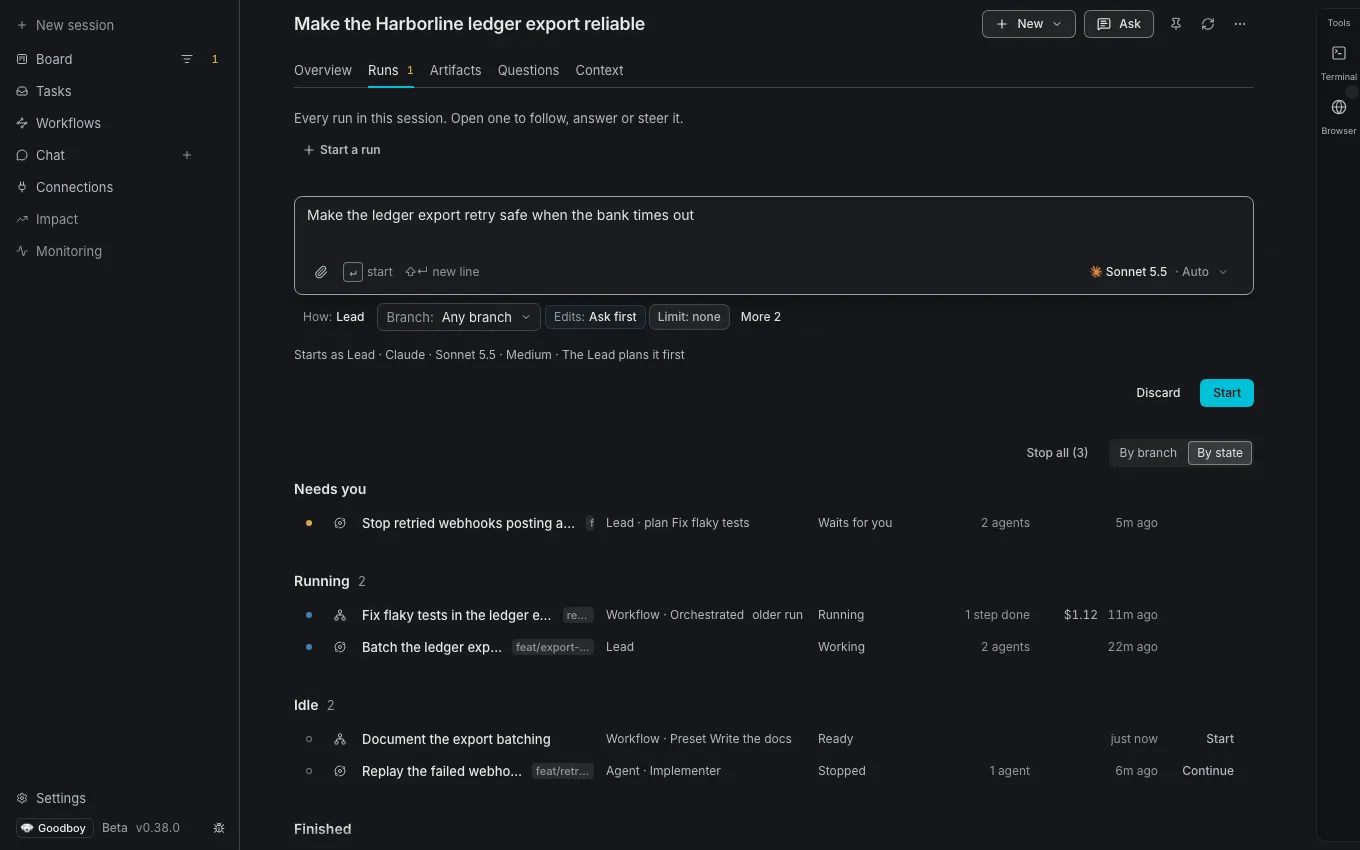 New session
Board 1
Tasks
Workflows
Chat
Connections
Impact
Monitoring
Settings
Goodboy Beta v0.38.0
Make the Harborline ledger export reliable
New
Ask
Overview Runs 1 Artifacts Questions Context
Every run in this session. Open one to follow, answer or steer it.
Start a run
Make the ledger export retry safe when the bank times out
start new line Sonnet 5.5 · Auto
How: Lead Branch: Any branch Edits: Ask first Limit: none More 2
Starts as Lead · Claude · Sonnet 5.5 · Medium · The Lead plans it first
Discard Start
Stop all (3) By branch By state
Needs you
Stop retried webhooks posting a... f Lead · plan Fix flaky tests Waits for you 2 agents 5m ago
Running 2
Fix flaky tests in the ledger e... re... Workflow · Orchestrated older run Running 1 step done $1.12 11m ago
Batch the ledger exp... feat/export-... Lead Working 2 agents 22m ago
Idle 2
Document the export batching Workflow · Preset Write the docs Ready just now Start
Replay the failed webho... feat/retr... Agent · Implementer Stopped 1 agent 6m ago Continue
Finished
Tools
Terminal
Browser